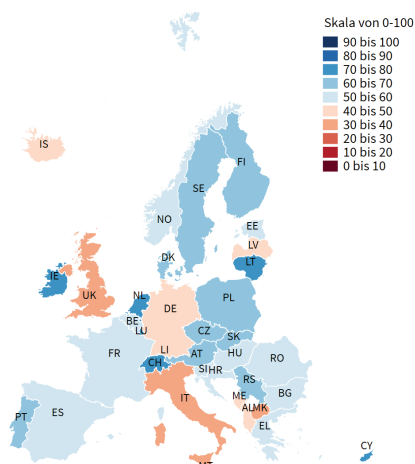 Skala von 0-100
90 bis 100
80 bis 90
70 bis 80
60 bis 70
50 bis 60
40 bis 50
30 bis 40
20 bis 30
10 bis 20
0 bis 10
IS
FI
SE
NO
EE
LV
DK
LT
IE
NL
UK
PL
DE
BE
LU
CZ
SK
LI
FR
CH
AT
HU
RO
SI
HR
RS
BG
IT
ME
AL
MK
PT
ES
EL
CY
MT